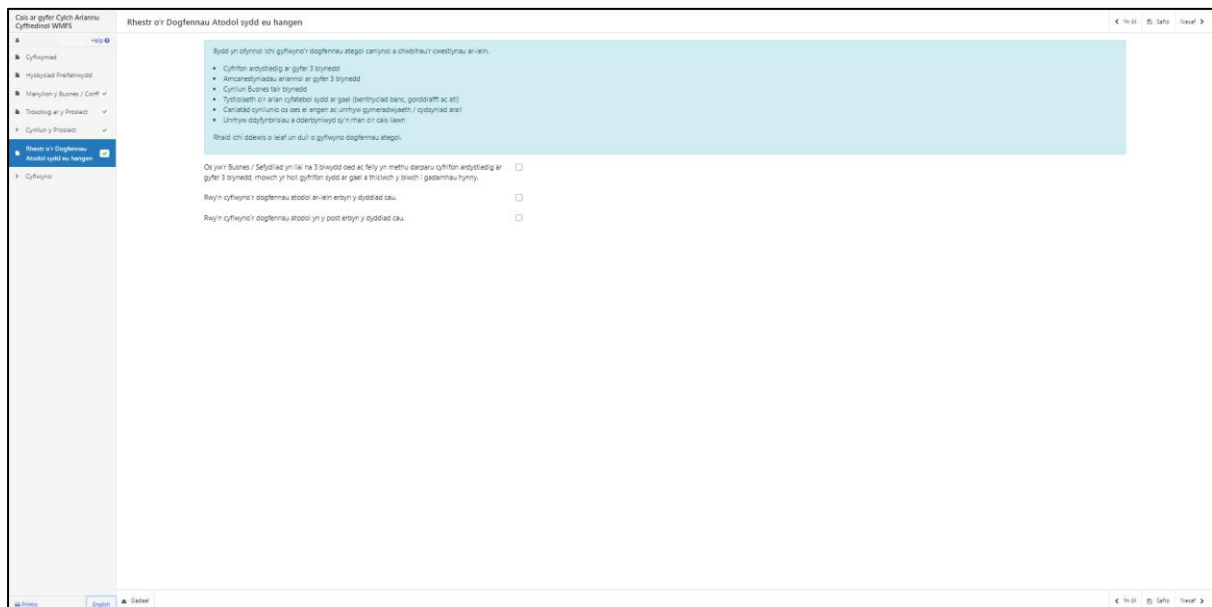 Cais ar gyfer Cylch Ariannu
Cyffredinol WMFS
Help
Cyflwyniad
Hysbysiad Preifatrwydd
Manylion y Busnes / Corff
Trosolwg ar y Prosiect
Cynllun y Prosiect
Rhestr o'r Dogfennau
Atodol sydd eu hangen
Cyflwyno
Rhestr o'r Dogfennau Atodol sydd eu hangen
Yn ôl
Safio
Nesaf
Bydd yn ofynnol ichi gyflwyno'r dogfennau ategol canlynol a chwblhau'r cwestiynau ar-lein.
• Cyfrifon ardystiedig ar gyfer 3 blynedd
• Amcanestyniadau ariannol ar gyfer 3 blynedd
• Cynllun Busnes tair blynedd
• Tystiolaeth o'r arian cyfatebol sydd ar gael (benthyciad banc, gorddrafft ac ati)
• Caniatâd cynllunio os oes ei angen ac unrhyw gymeradwyaeth / cydsyniad arall
• Unrhyw ddyfynbrisiau a dderbyniwyd sy'n rhan o'r cais llawn
Rhaid ichi ddewis o leiaf un dull o gyflwyno dogfennau ategol.
Os yw'r Busnes / Sefydliad yn llai na 3 blwydd oed ac felly yn methu darparu cyfrifon ardystiedig ar
gyfer 3 blynedd, rhowch yr holl gyfrifon sydd ar gael a thiciwch y blwch i gadarnhau hynny.
Rwy'n cyflwyno'r dogfennau atodol ar-lein erbyn y dyddiad cau.
Rwy'n cyflwyno'r dogfennau atodol yn y post erbyn y dyddiad cau.
Printio
English
Gadael
Yn ôl
Safio
Nesaf